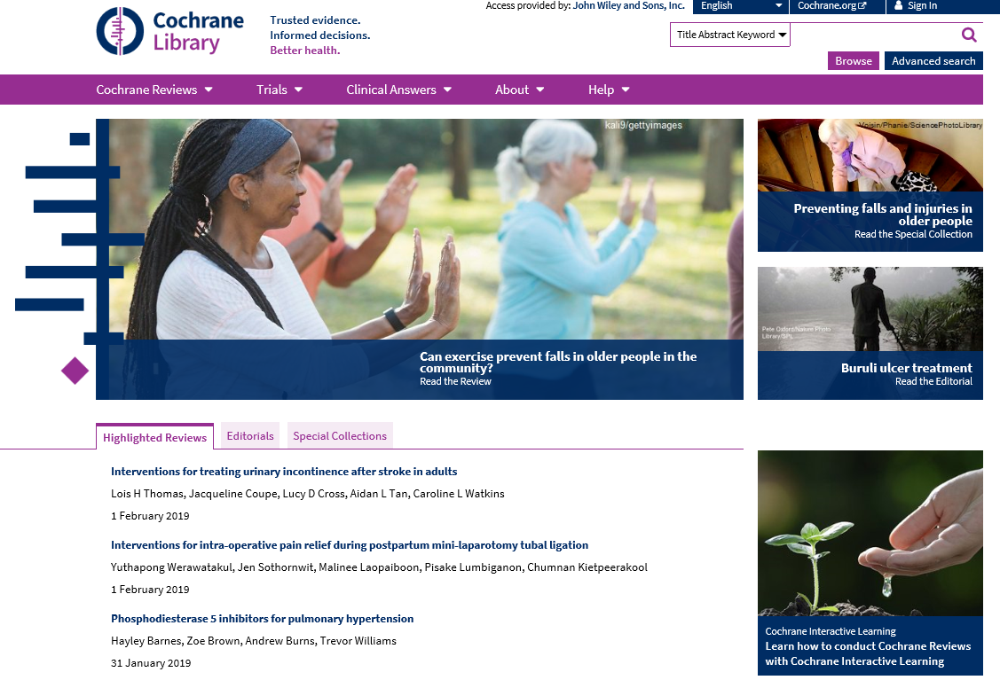 Access provided by: John Wiley and Sons, Inc.
English
Cochrane.org
Sign In
Cochrane
Library
Trusted evidence.
Informed decisions.
Better health.
Title Abstract Keyword
Browse
Advanced search
Cochrane Reviews
Trials
Clinical Answers
About
Help
kali9/gettyimages
Can exercise prevent falls in older people in the
community?
Read the Review
Voisin/Phanie/SciencePhotoLibrary
Preventing falls and injuries in
older people
Read the Special Collection
Pete Oxford/Nature Photo
Library/SPL
Buruli ulcer treatment
Read the Editorial
Highlighted Reviews
Editorials
Special Collections
Interventions for treating urinary incontinence after stroke in adults
Lois H Thomas, Jacqueline Coupe, Lucy D Cross, Aidan L Tan, Caroline L Watkins
1 February 2019
Interventions for intra-operative pain relief during postpartum mini-laparotomy tubal ligation
Yuthapong Werawatakul, Jen Sothornwit, Malinee Laopaiboon, Pisake Lumbiganon, Chumnan Kietpeerakool
1 February 2019
Phosphodiesterase 5 inhibitors for pulmonary hypertension
Hayley Barnes, Zoe Brown, Andrew Burns, Trevor Williams
31 January 2019
Cochrane Interactive Learning
Learn how to conduct Cochrane Reviews
with Cochrane Interactive Learning